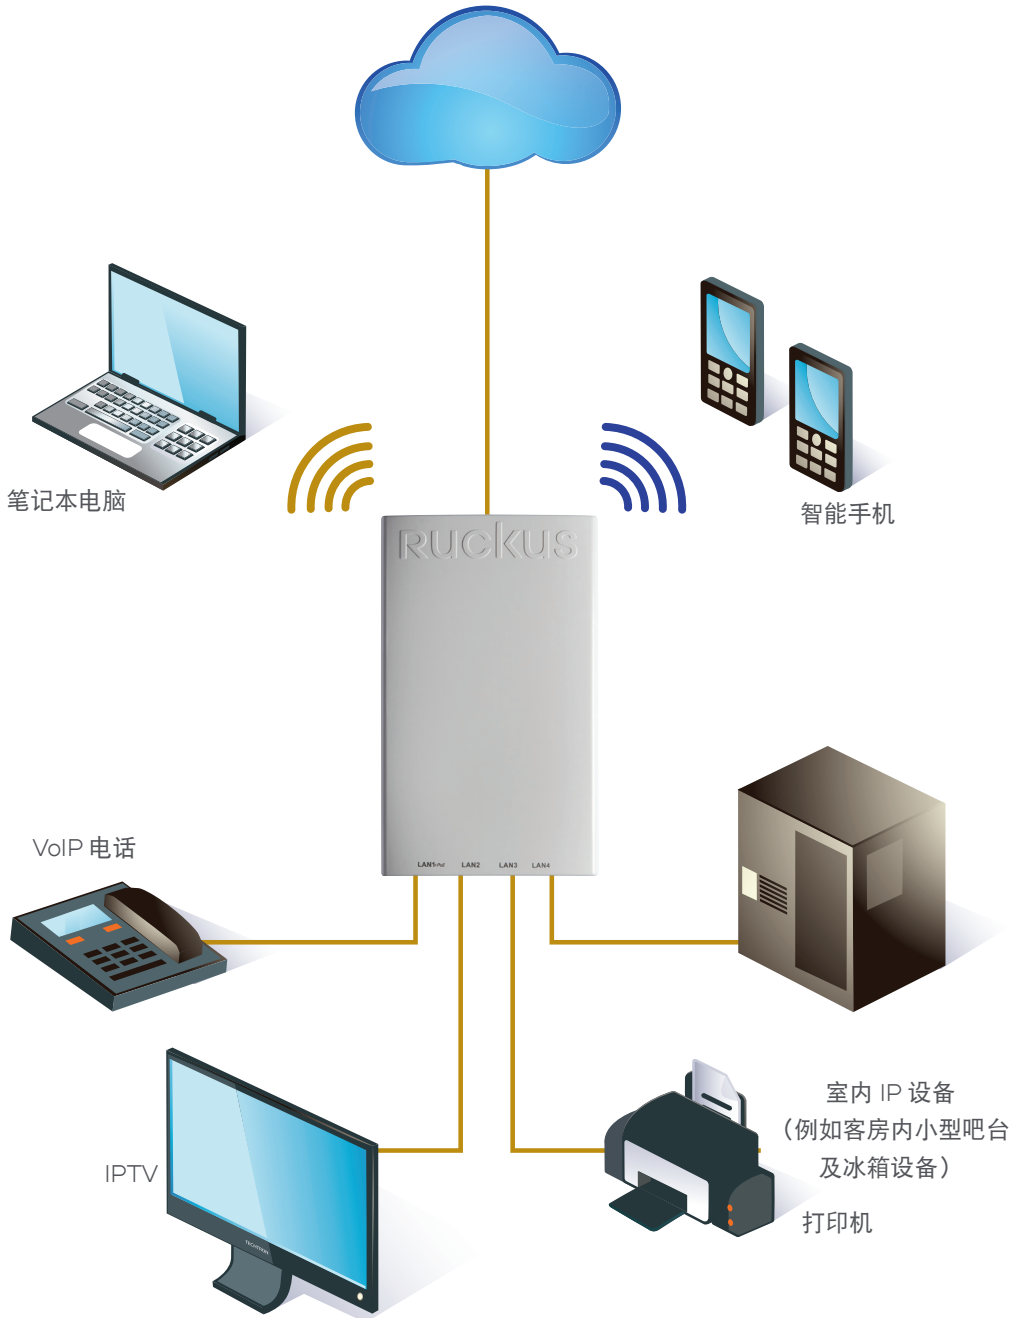 笔记本电脑
智能手机
RUCKUS
LAN1-PoE LAN2 LAN3 LAN4
VoIP 电话
室内 IP 设备
（例如客房内小型吧台
及冰箱设备）
IPTV
打印机